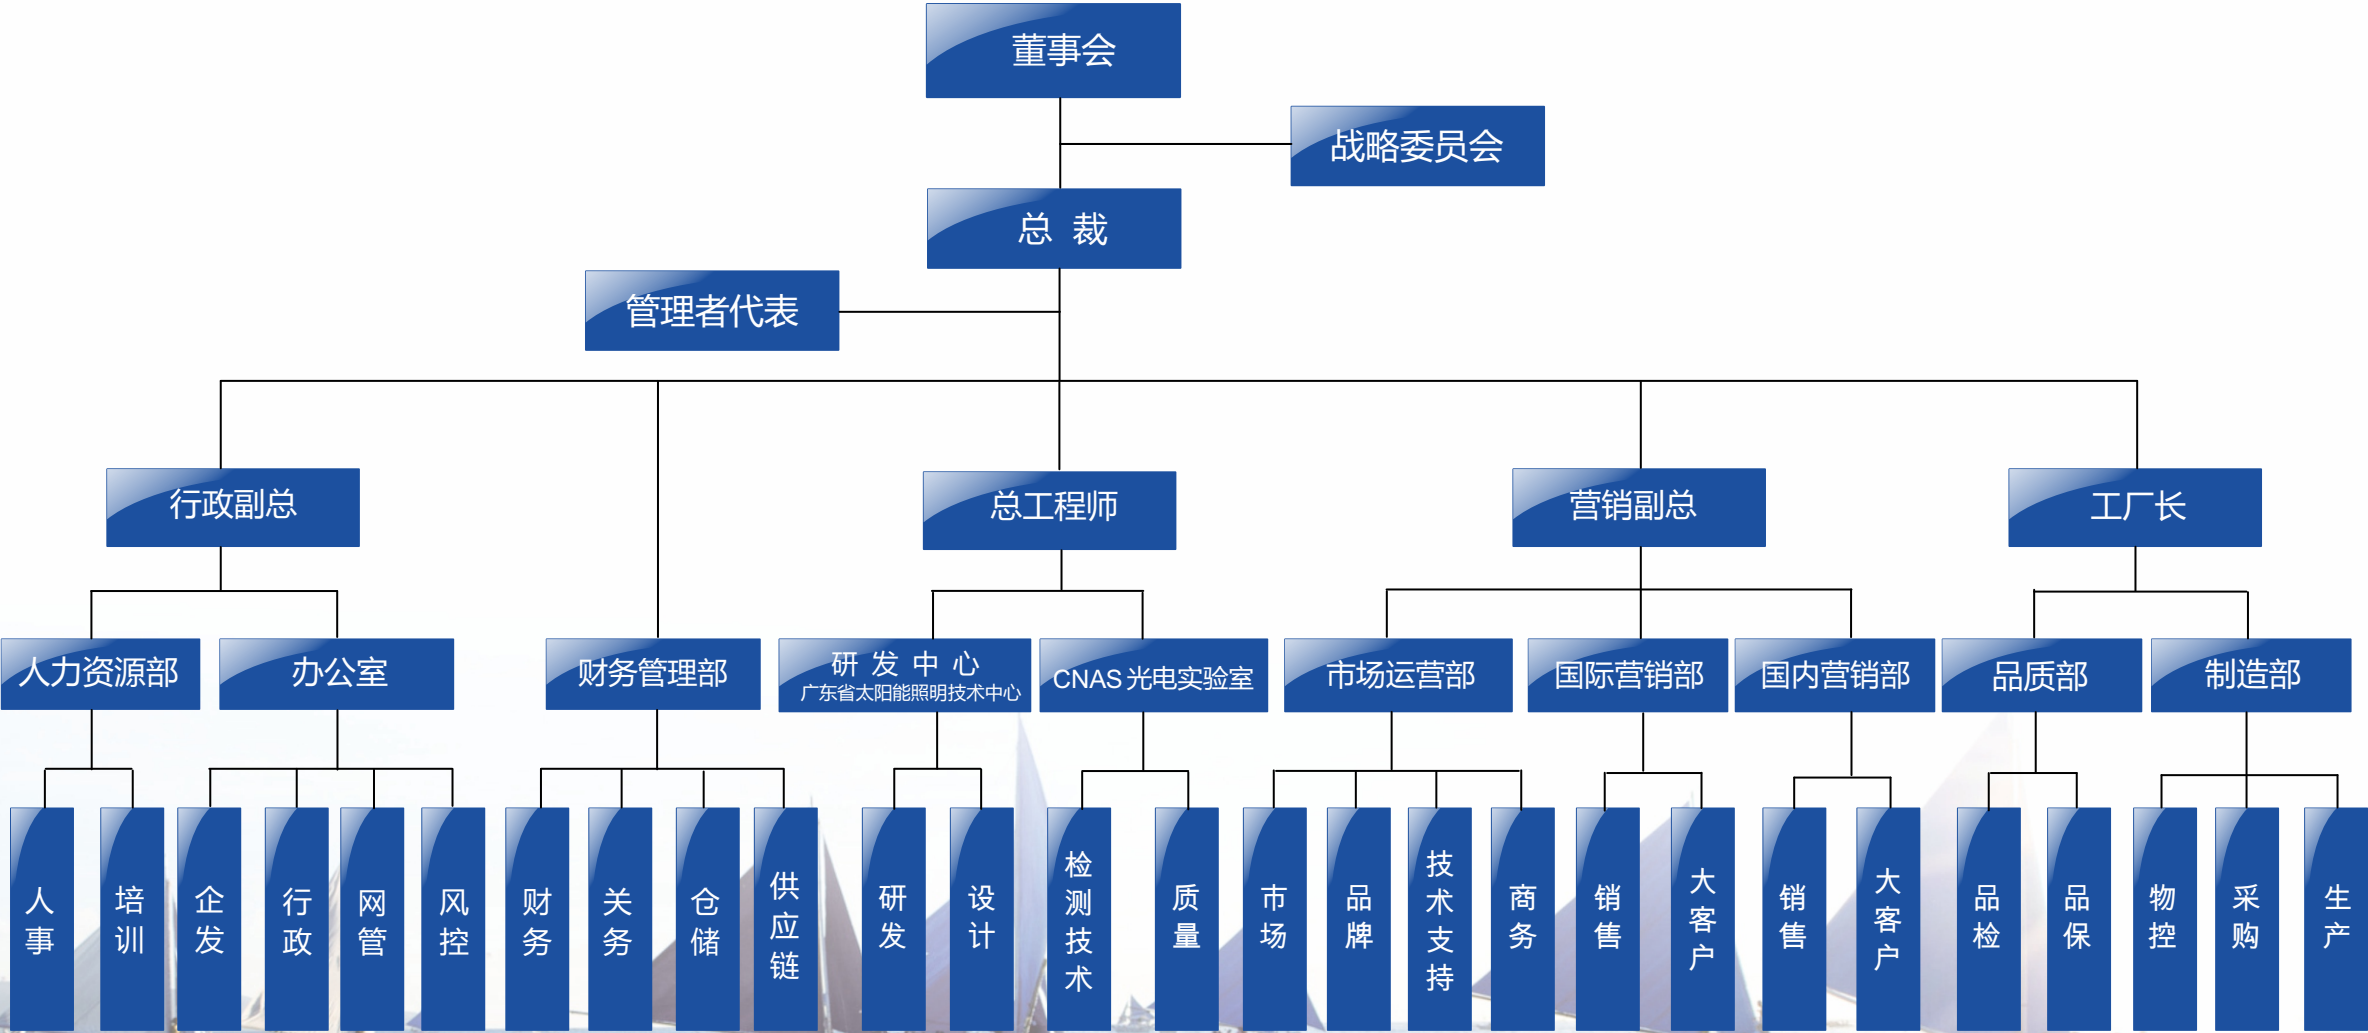 董事会
战略委员会
总 裁
管理者代表
行政副总
总工程师
营销副总
工厂长
人力资源部
办公室
财务管理部
研 发 中 心
广东省太阳能照明技术中心
CNAS 光电实验室
市场运营部
国际营销部
国内营销部
品质部
制造部
人事
培训
企发
行政
网管
风控
财务
关务
仓储
供应链
研发
设计
检测技术
质量
市场
品牌
技术支持
商务
销售
大客户
销售
大客户
品检
品保
物控
采购
生产